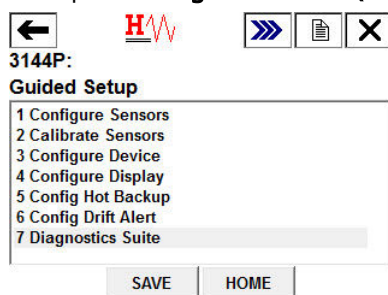 H
3144P:
Guided Setup
1 Configure Sensors
2 Calibrate Sensors
3 Configure Device
4 Configure Display
5 Config Hot Backup
6 Config Drift Alert
7 Diagnostics Suite
SAVE HOME